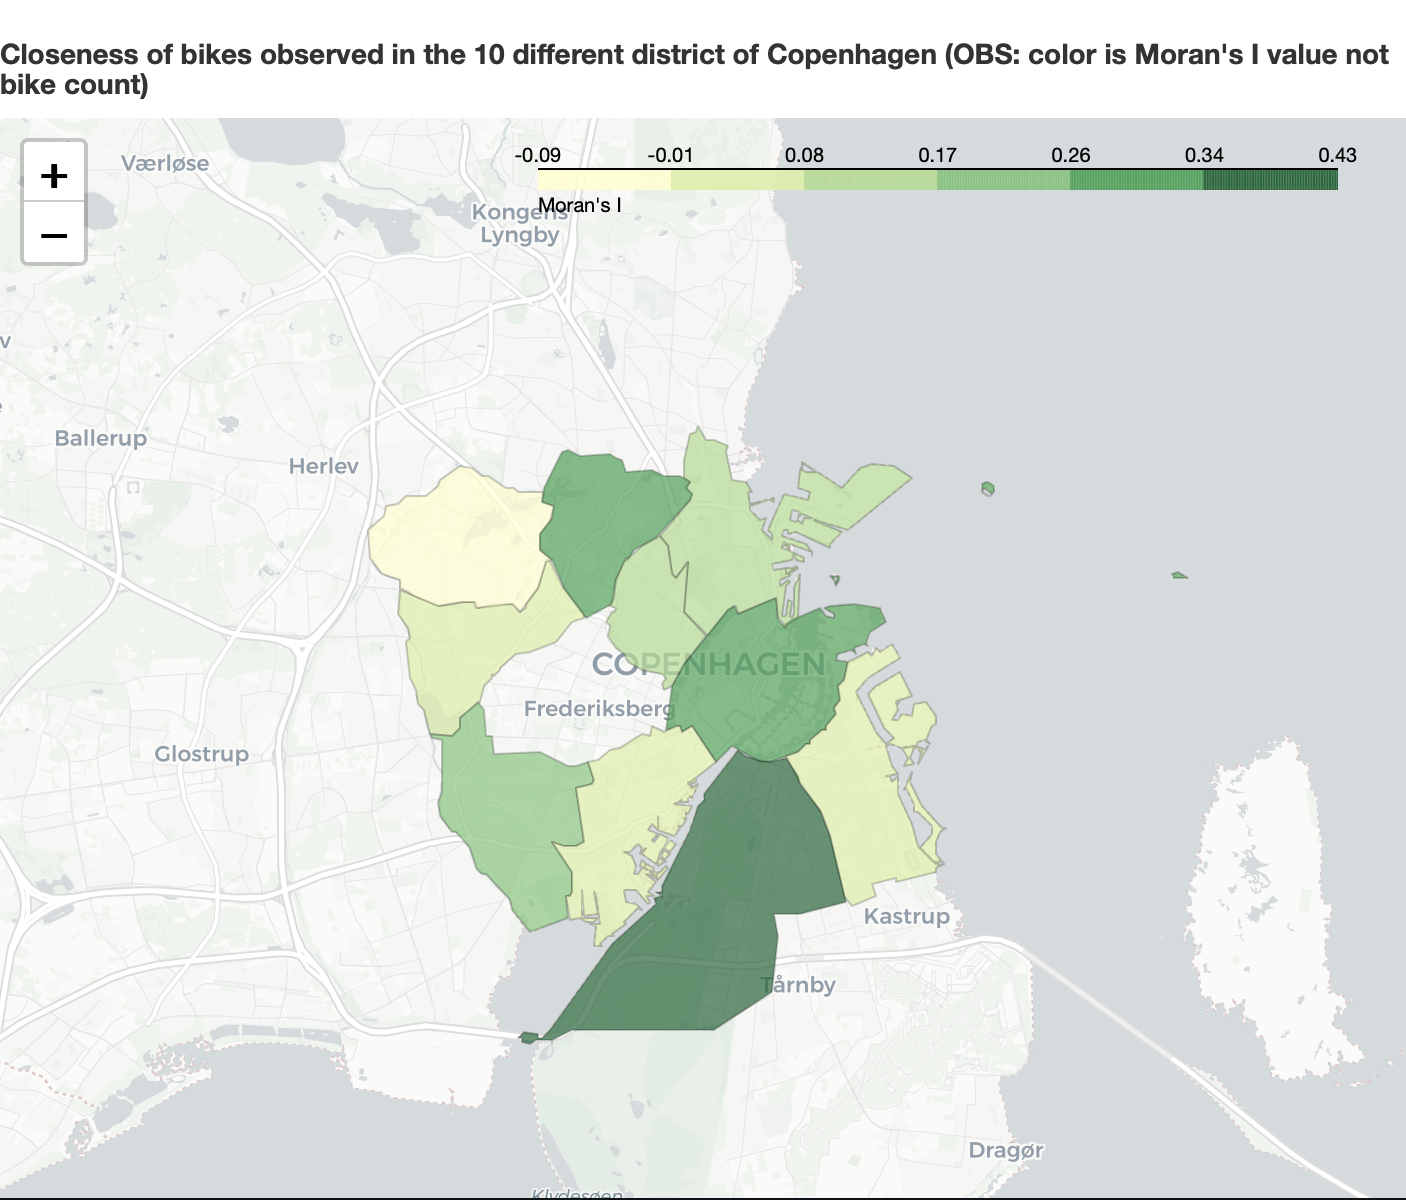 Closeness of bikes observed in the 10 different district of Copenhagen (OBS: color is Moran's I value not
bike count)
+
−
-0.09 -0.01 0.08 0.17 0.26 0.34 0.43
Moran's I
Værløse
Kongens
Lyngby
v
Ballerup
Herlev
COPENHAGEN
Frederiksberg
Glostrup
Kastrup
Tårnby
Dragør
Klydesøen